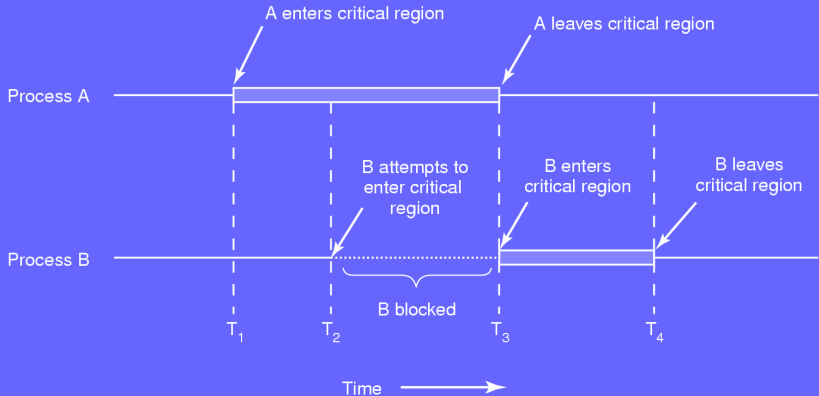 A enters critical region
A leaves critical region
Process A
B attempts to
enter critical
region
B enters
critical region
B leaves
critical region
Process B
B blocked
T1
T2
T3
T4
Time